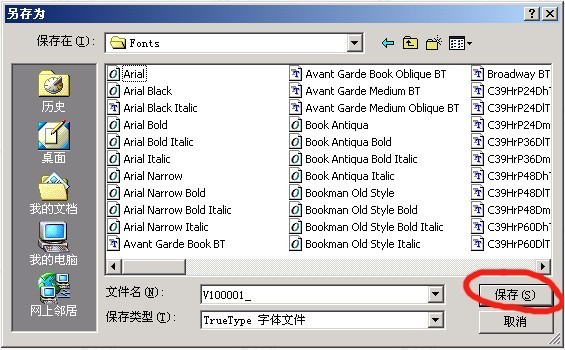 另存为
保存在(I):
Fonts
历史
桌面
我的文档
我的电脑
网上邻居
Arial
Arial Black
Arial Black Italic
Arial Bold
Arial Bold Italic
Arial Italic
Arial Narrow
Arial Narrow Bold
Arial Narrow Bold Italic
Arial Narrow Italic
Avant Garde Book BT
Avant Garde Book Oblique BT
Avant Garde Medium BT
Avant Garde Medium Oblique BT
Book Antiqua
Book Antiqua Bold
Book Antiqua Bold Italic
Book Antiqua Italic
Bookman Old Style
Bookman Old Style Bold
Bookman Old Style Bold Italic
Bookman Old Style Italic
Broadway BT
C39HrP24DhT
C39HrP24DlT
C39HrP24Dm
C39HrP36DlT
C39HrP36Dm
C39HrP48DhT
C39HrP48DlT
C39HrP48Dm
C39HrP60DhT
C39HrP60DlT
文件名(N):
V100001_
保存(S)
保存类型(T):
TrueType 字体文件
取消